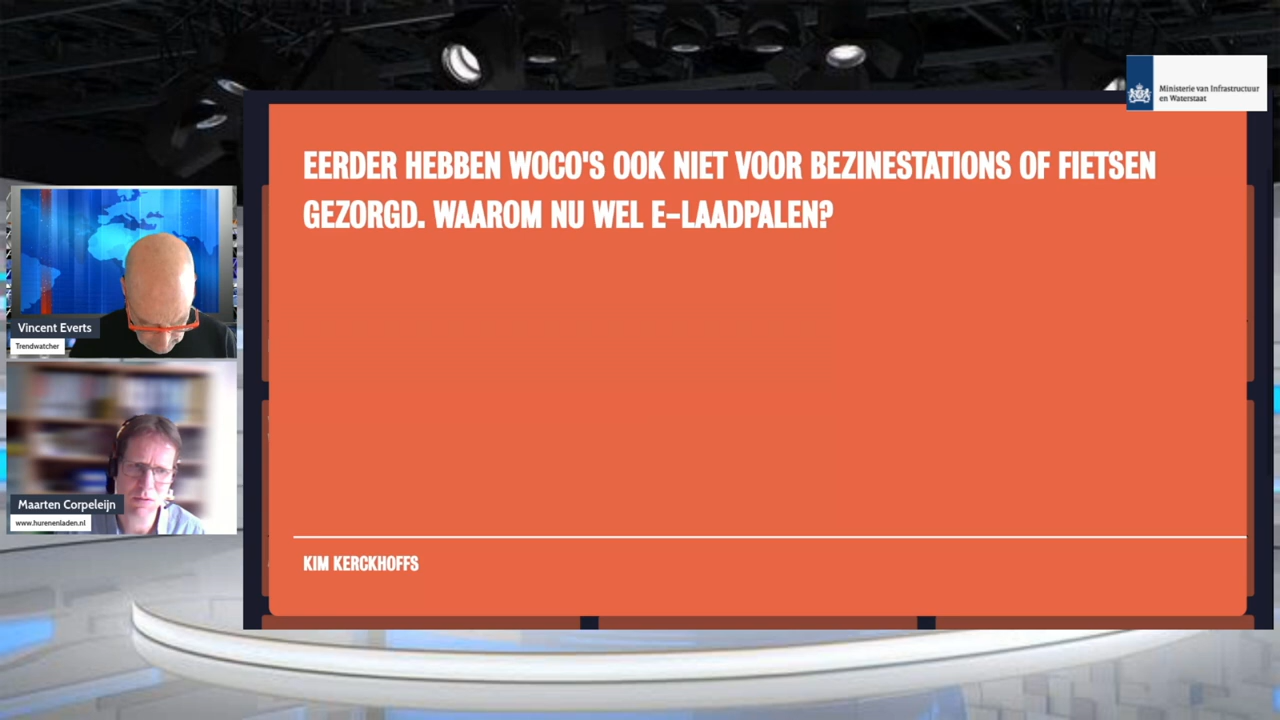 Ministerie van Infrastructuur
en Waterstaat
EERDER HEBBEN WOCO'S OOK NIET VOOR BEZINESTATIONS OF FIETSEN
GEZORGD. WAAROM NU WEL E-LAADPALEN?
KIM KERCKHOFFS
Vincent Everts
Trendwatcher
Maarten Corpeleijn
www.hurenenladen.nl